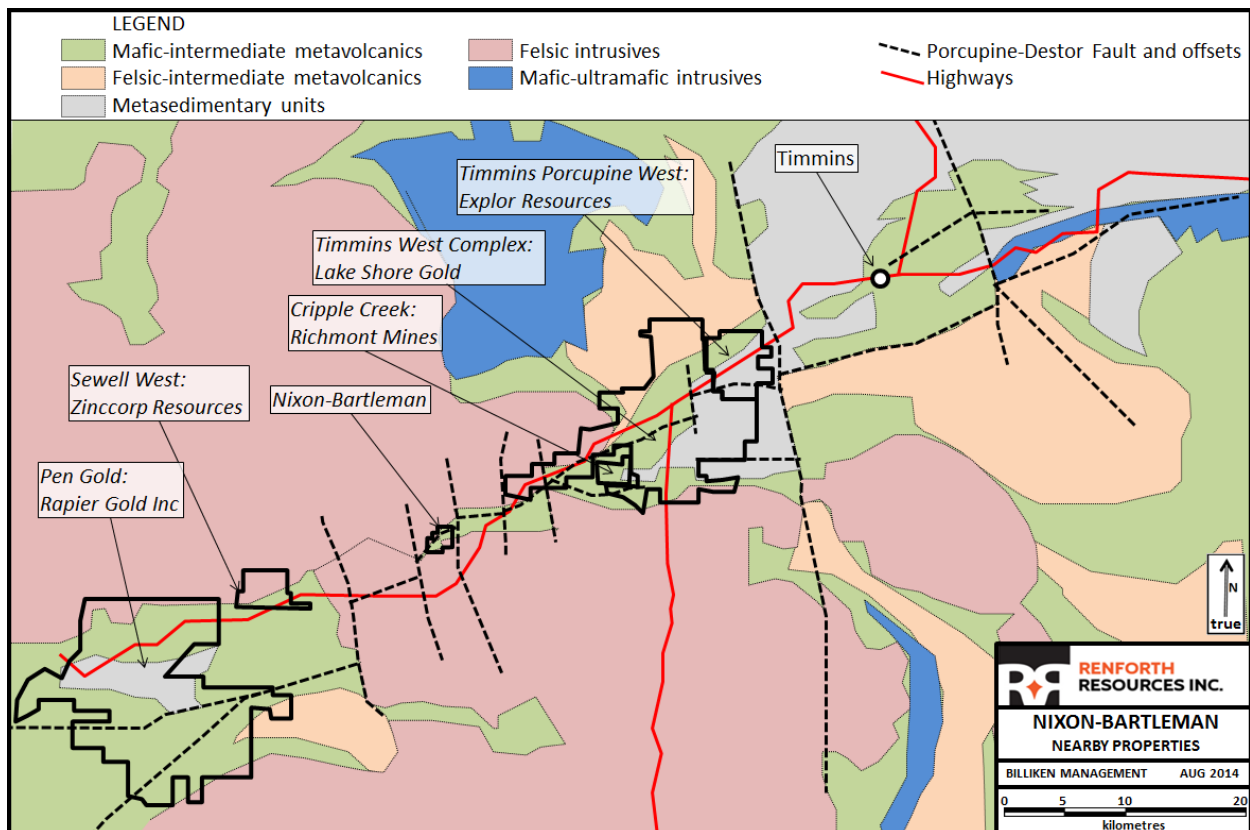 LEGEND
Mafic-intermediate metavolcanics
Felsic-intermediate metavolcanics
Metasedimentary units
Felsic intrusives
Mafic-ultramafic intrusives
Porcupine-Destor Fault and offsets
Highways
Timmins
Timmins Porcupine West:
Explor Resources
Timmins West Complex:
Lake Shore Gold
Cripple Creek:
Richmont Mines
Sewell West:
Zinccorp Resources
Nixon-Bartleman
Pen Gold:
Rapier Gold Inc
N
true
RENFORTH
RESOURCES INC.
NIXON-BARTLEMAN
NEARBY PROPERTIES
BILLIKEN MANAGEMENT AUG 2014
0 5 10 20
kilometres